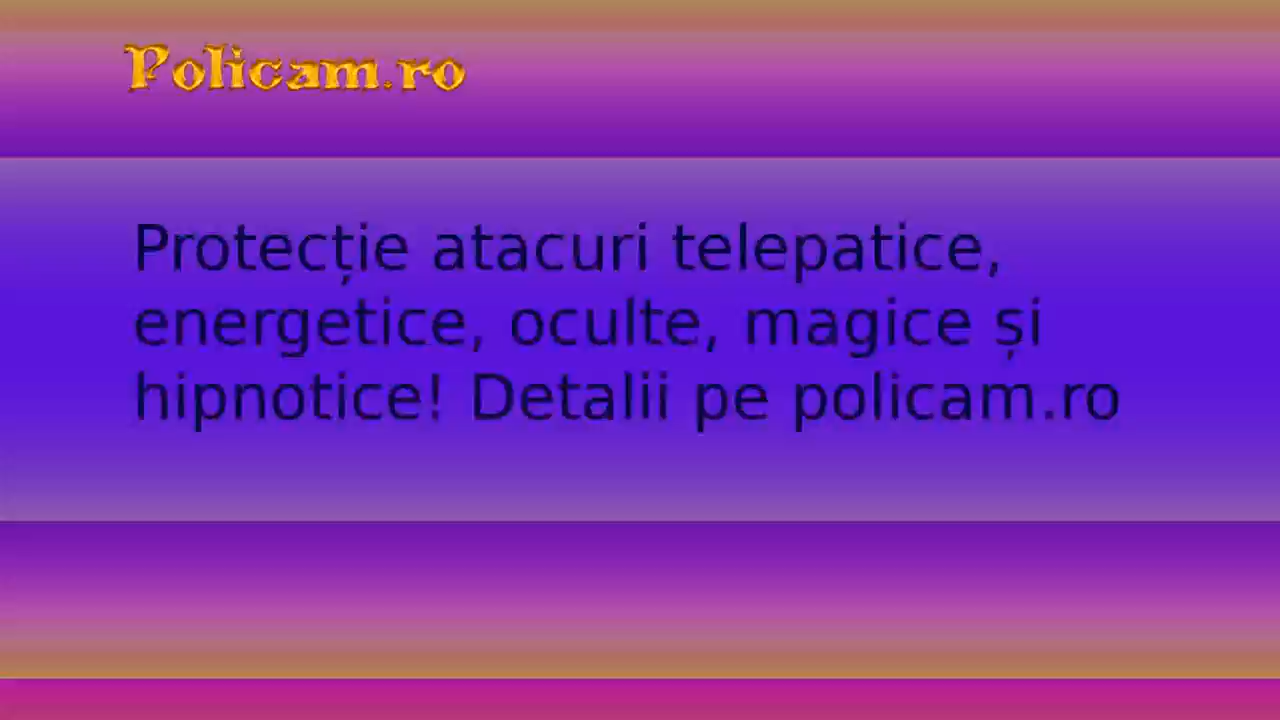 Policam.ro
Protecție atacuri telepatice,
energetice, oculte, magice și
hipnotice! Detalii pe policam.ro